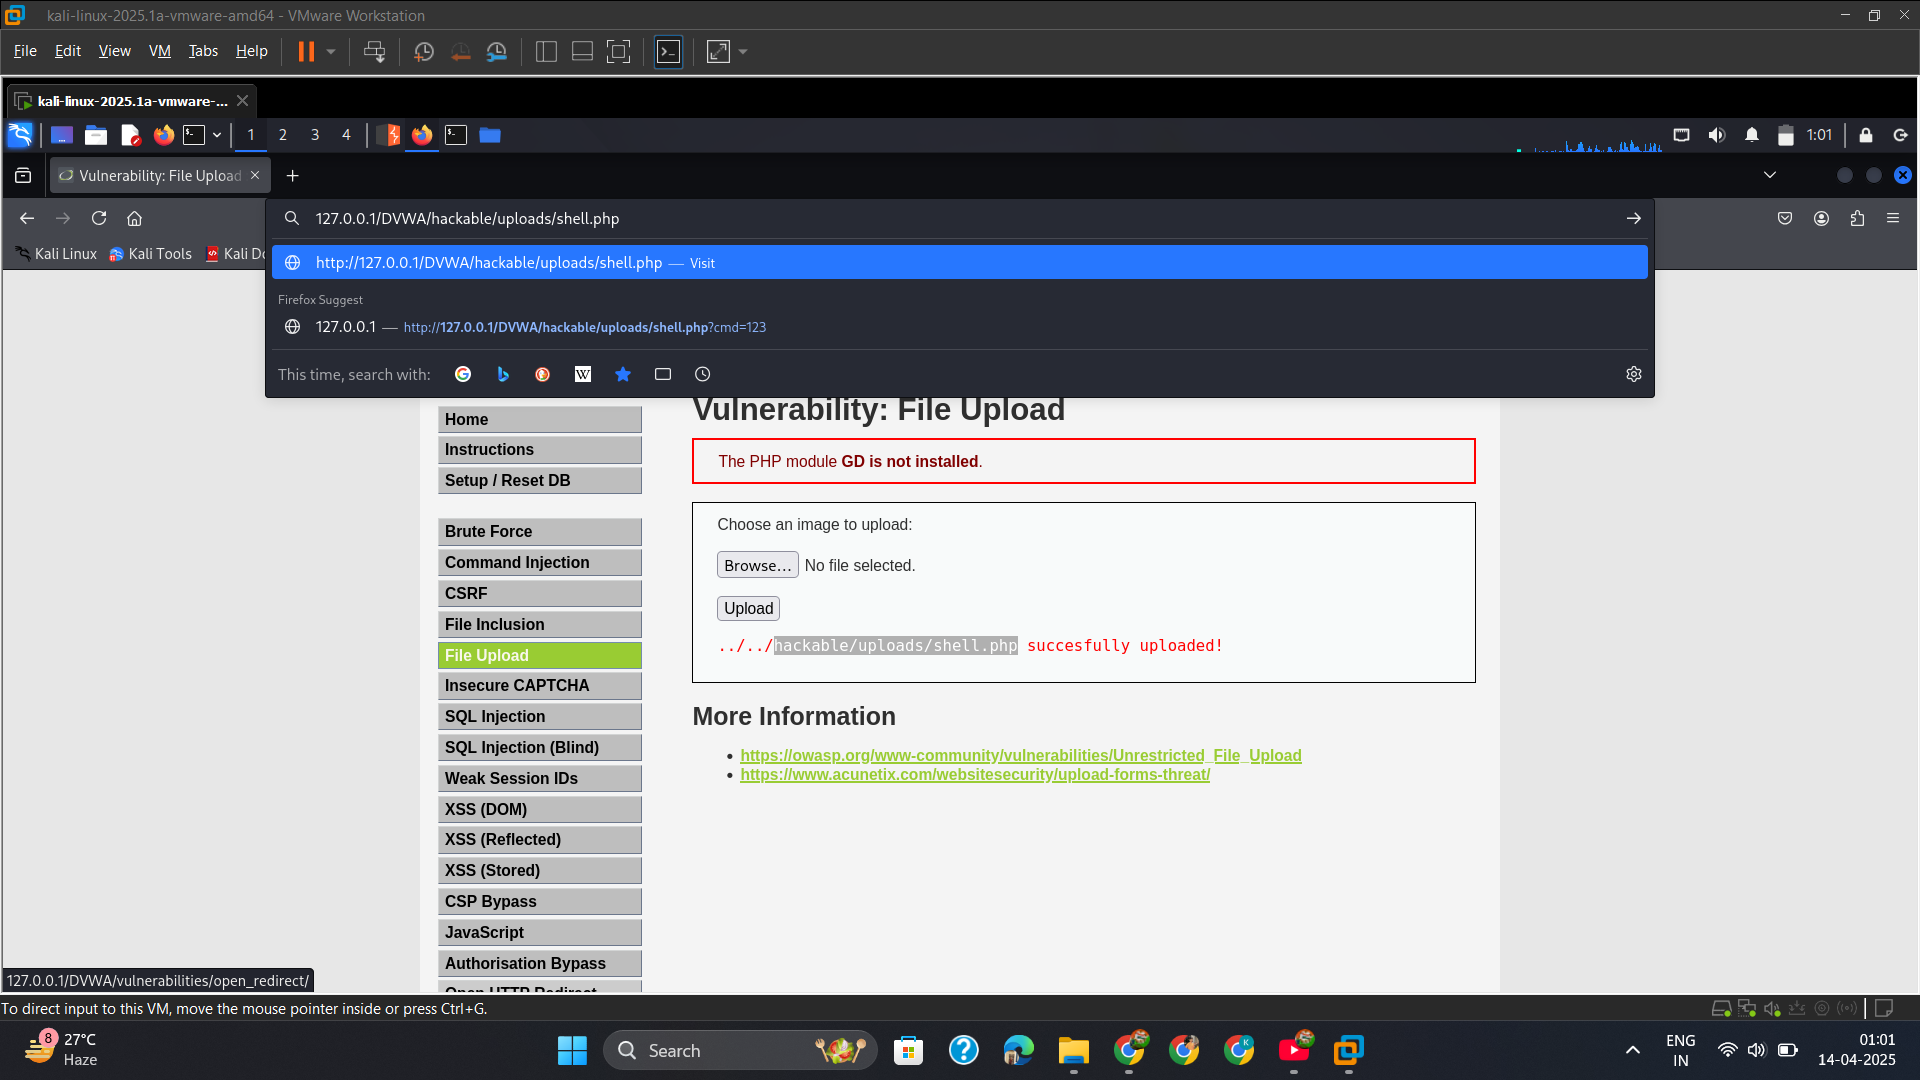 kali-linux-2025.1a-vmware-amd64 - VMware Workstation
File Edit View VM Tabs Help
kali-linux-2025.1a-vmware-...
1 2 3 4
1:01
Vulnerability: File Upload
127.0.0.1/DVWA/hackable/uploads/shell.php
Kali Linux Kali Tools Kali Do
http://127.0.0.1/DVWA/hackable/uploads/shell.php — Visit
Firefox Suggest
127.0.0.1 — http://127.0.0.1/DVWA/hackable/uploads/shell.php?cmd=123
This time, search with:
Vulnerability: File Upload
The PHP module GD is not installed.
Choose an image to upload:
Browse... No file selected.
Upload
../../hackable/uploads/shell.php succesfully uploaded!
More Information
https://owasp.org/www-community/vulnerabilities/Unrestricted_File_Upload
https://www.acunetix.com/websitesecurity/upload-forms-threat/
Home
Instructions
Setup / Reset DB
Brute Force
Command Injection
CSRF
File Inclusion
File Upload
Insecure CAPTCHA
SQL Injection
SQL Injection (Blind)
Weak Session IDs
XSS (DOM)
XSS (Reflected)
XSS (Stored)
CSP Bypass
JavaScript
Authorisation Bypass
Open HTTP Redirect
127.0.0.1/DVWA/vulnerabilities/open_redirect/
To direct input to this VM, move the mouse pointer inside or press Ctrl+G.
8
27°C
Haze
Search
ENG
IN
01:01
14-04-2025